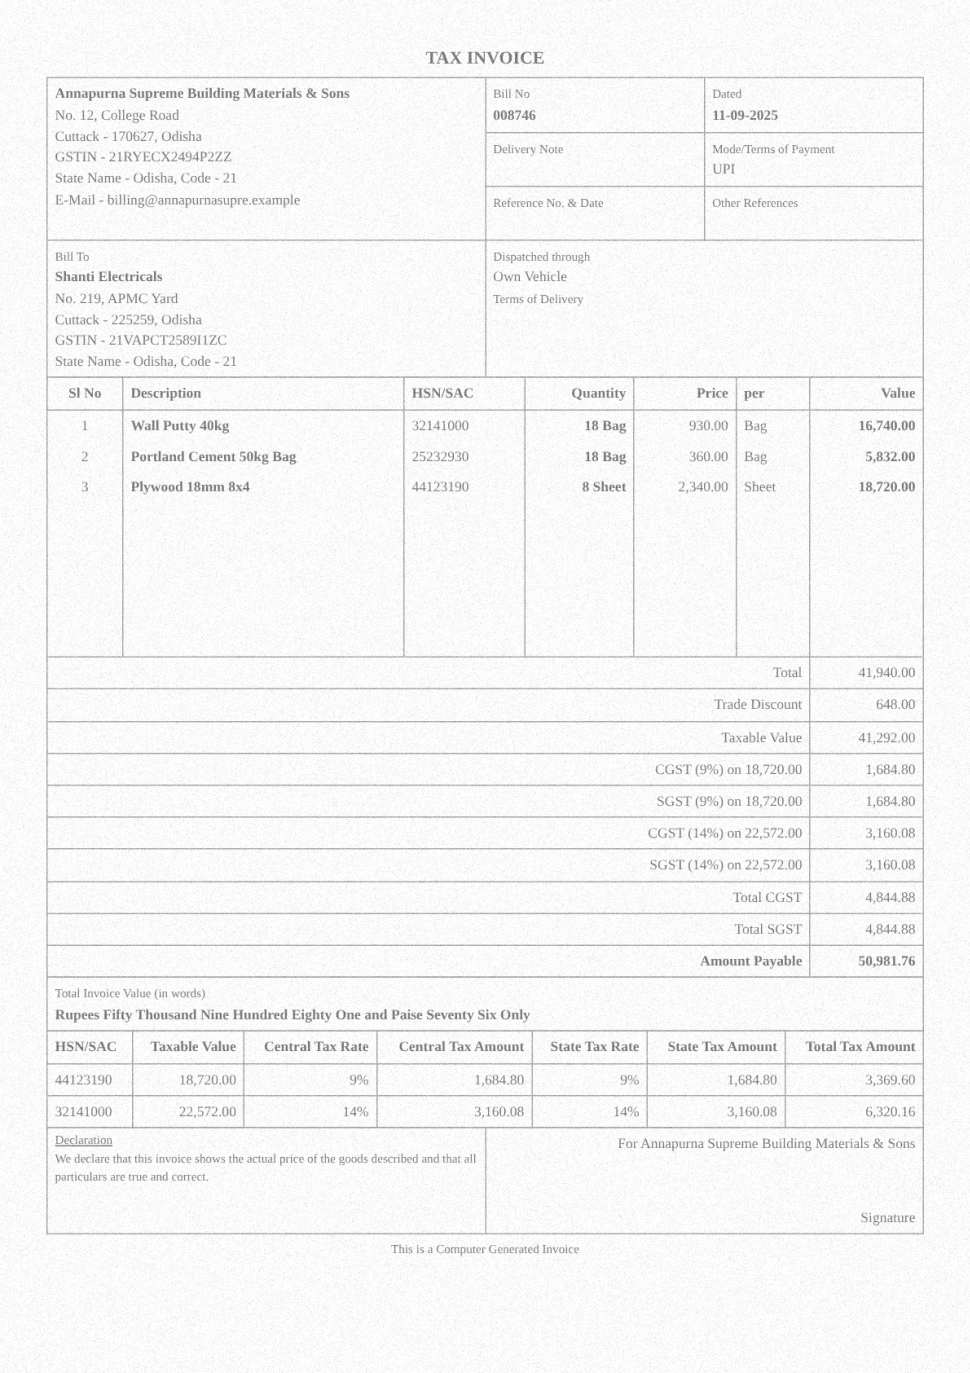 TAX INVOICE
Annapurna Supreme Building Materials & Sons
No. 12, College Road
Cuttack - 170627, Odisha
GSTIN - 21RYECX2494P2ZZ
State Name - Odisha, Code - 21
E-Mail - billing@annapurnasupre.example
Bill No
008746
Dated
11-09-2025
Delivery Note
Mode/Terms of Payment
UPI
Reference No. & Date
Other References
Bill To
Shanti Electricals
No. 219, APMC Yard
Cuttack - 225259, Odisha
GSTIN - 21VAPCT2589I1ZC
State Name - Odisha, Code - 21
Dispatched through
Own Vehicle
Terms of Delivery
Sl No Description HSN/SAC Quantity Price per Value
1 Wall Putty 40kg 32141000 18 Bag 930.00 Bag 16,740.00
2 Portland Cement 50kg Bag 25232930 18 Bag 360.00 Bag 5,832.00
3 Plywood 18mm 8x4 44123190 8 Sheet 2,340.00 Sheet 18,720.00
Total 41,940.00
Trade Discount 648.00
Taxable Value 41,292.00
CGST (9%) on 18,720.00 1,684.80
SGST (9%) on 18,720.00 1,684.80
CGST (14%) on 22,572.00 3,160.08
SGST (14%) on 22,572.00 3,160.08
Total CGST 4,844.88
Total SGST 4,844.88
Amount Payable 50,981.76
Total Invoice Value (in words)
Rupees Fifty Thousand Nine Hundred Eighty One and Paise Seventy Six Only
HSN/SAC Taxable Value Central Tax Rate Central Tax Amount State Tax Rate State Tax Amount Total Tax Amount
44123190 18,720.00 9% 1,684.80 9% 1,684.80 3,369.60
32141000 22,572.00 14% 3,160.08 14% 3,160.08 6,320.16
Declaration
We declare that this invoice shows the actual price of the goods described and that all
particulars are true and correct.
For Annapurna Supreme Building Materials & Sons
Signature
This is a Computer Generated Invoice